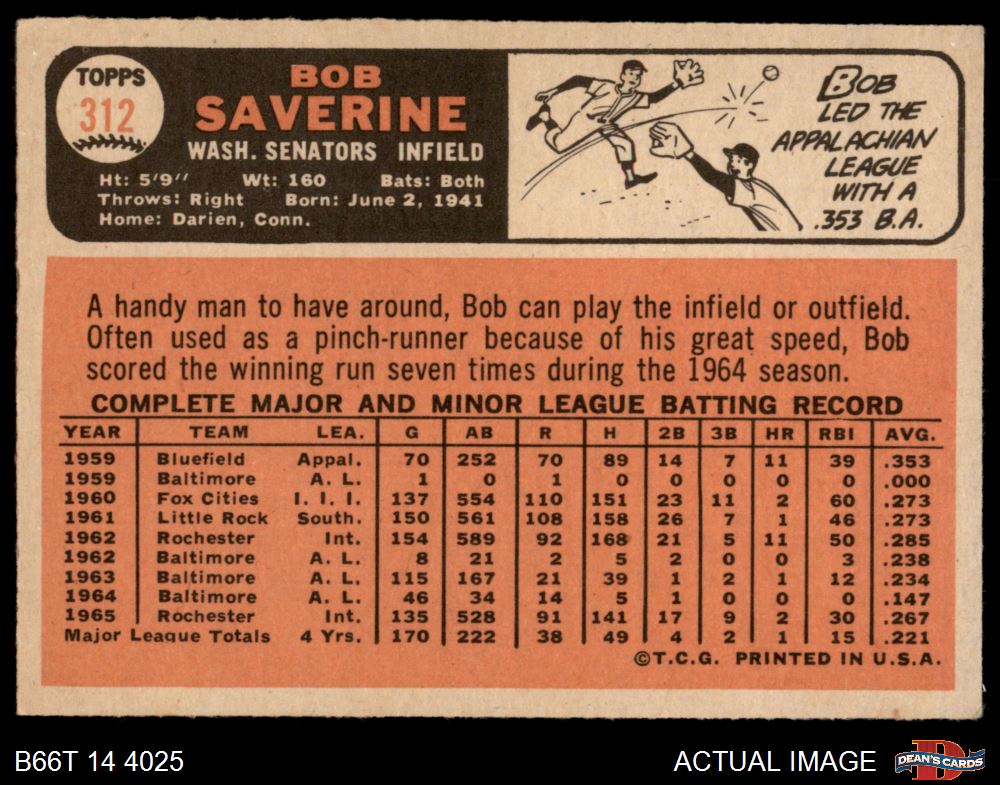 TOPPS
312
BOB
SAVERINE
WASH. SENATORS INFIELD
Ht: 5'9" Wt: 160 Bats: Both
Throws: Right Born: June 2, 1941
Home: Darien, Conn.
BOB
LED THE
APPALACHIAN
LEAGUE
WITH A
.353 B.A.
A handy man to have around, Bob can play the infield or outfield.
Often used as a pinch-runner because of his great speed, Bob
scored the winning run seven times during the 1964 season.
COMPLETE MAJOR AND MINOR LEAGUE BATTING RECORD
YEAR TEAM LEA. G AB R H 2B 3B HR RBI AVG.
1959 Bluefield Appal. 70 252 70 89 14 7 11 39 .353
1959 Baltimore A. L. 1 0 1 0 0 0 0 0 .000
1960 Fox Cities I. I. I. 137 554 110 151 23 11 2 60 .273
1961 Little Rock South. 150 561 108 158 26 7 1 46 .273
1962 Rochester Int. 154 589 92 168 21 5 11 50 .285
1962 Baltimore A. L. 8 21 2 5 2 0 0 3 .238
1963 Baltimore A. L. 115 167 21 39 1 2 1 12 .234
1964 Baltimore A. L. 46 34 14 5 1 0 0 0 .147
1965 Rochester Int. 135 528 91 141 17 9 2 30 .267
Major League Totals 4 Yrs. 170 222 38 49 4 2 1 15 .221
©T.C.G. PRINTED IN U.S.A.
B66T 14 4025
ACTUAL IMAGE
D
DEAN'S CARDS